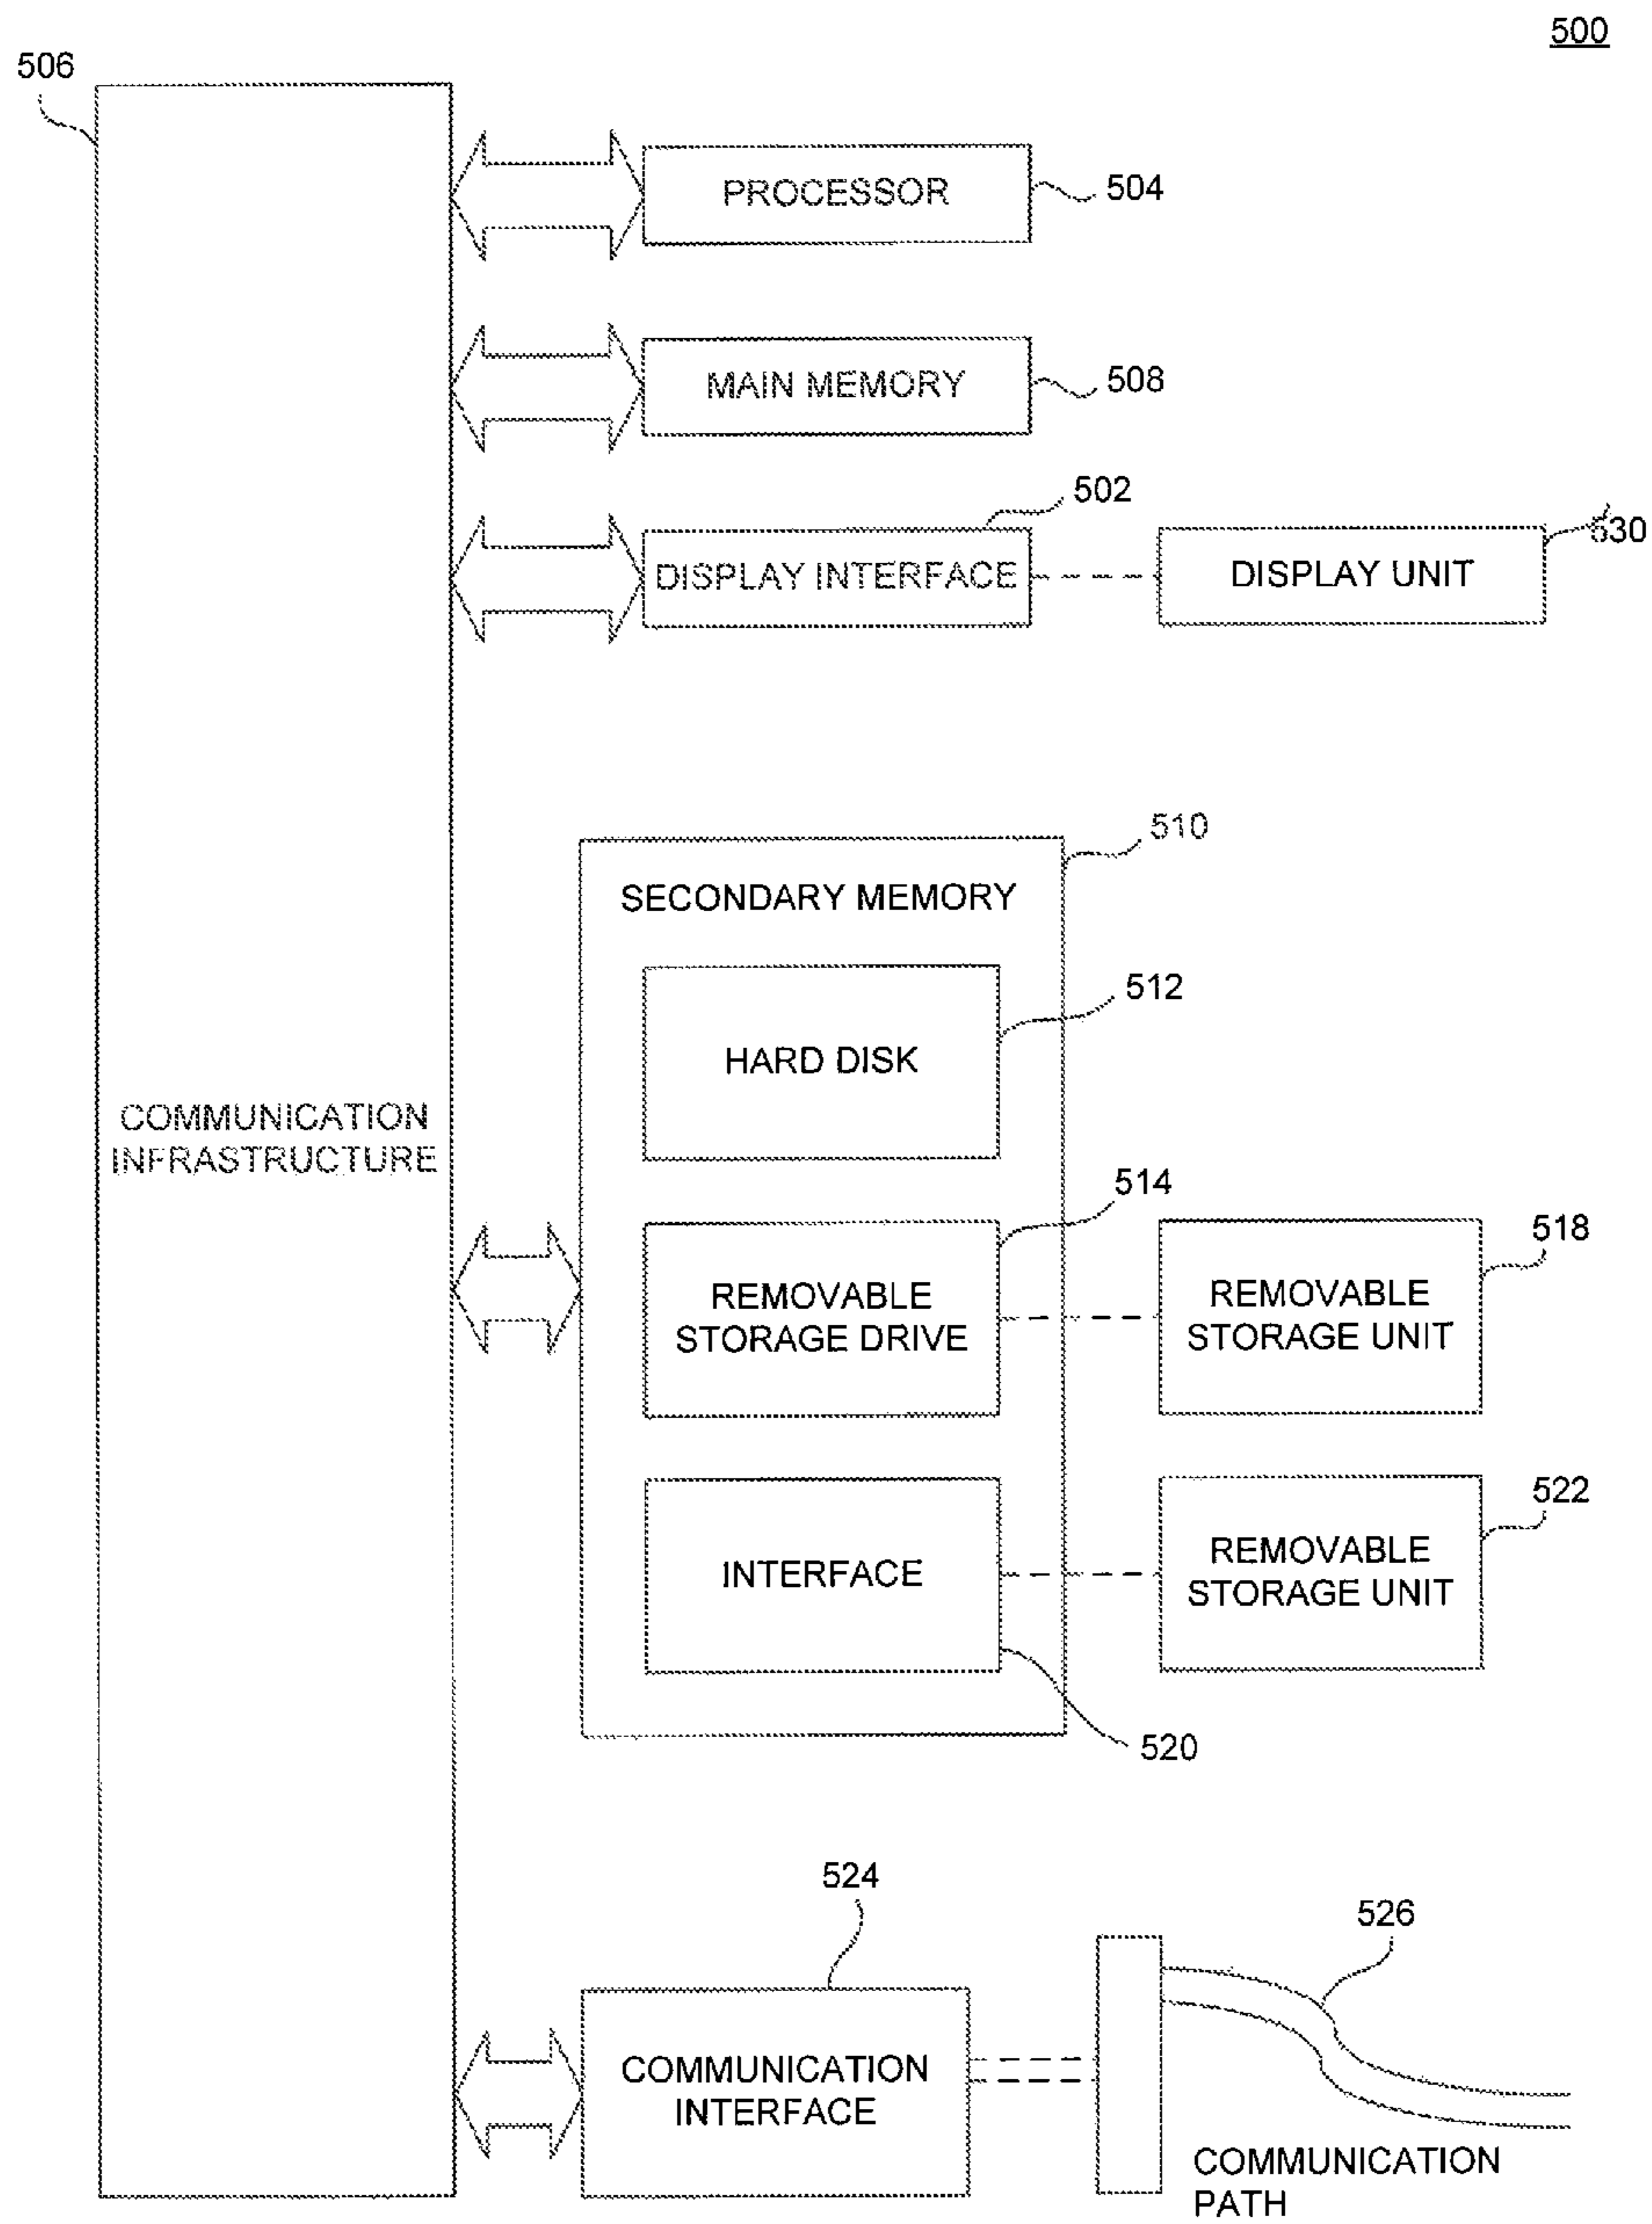 500
506
PROCESSOR
504
MAIN MEMORY
508
502
DISPLAY INTERFACE
DISPLAY UNIT
530
510
SECONDARY MEMORY
512
HARD DISK
COMMUNICATION
INFRASTRUCTURE
514
REMOVABLE
STORAGE DRIVE
518
REMOVABLE
STORAGE UNIT
522
INTERFACE
REMOVABLE
STORAGE UNIT
520
524
526
COMMUNICATION
INTERFACE
COMMUNICATION
PATH